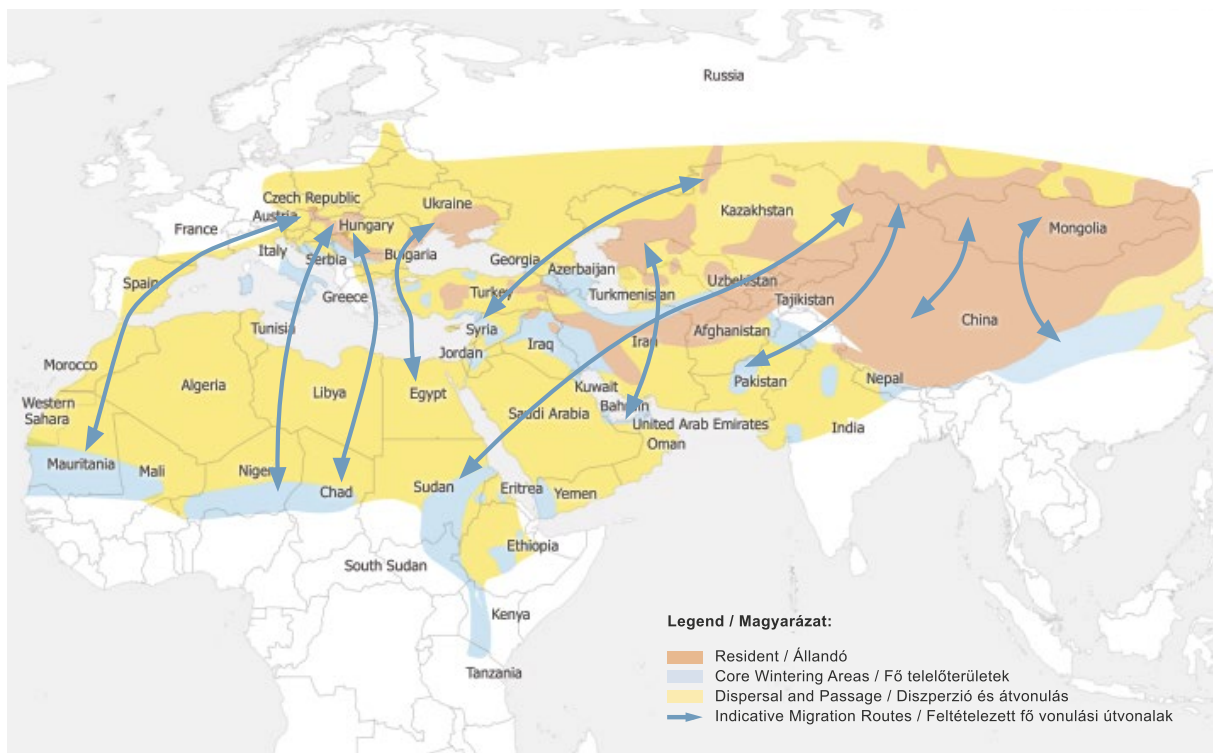 Russia
Czech Republic
Ukraine
Austria
Hungary
France
Kazakhstan
Mongolia
Italy
Serbia
Bulgaria
Georgia
Azerbaijan
Spain
Greece
Turkey
Turkmenistan
Uzbekistan
Tajikistan
Tunisia
Syria
Afghanistan
China
Iran
Iraq
Jordan
Morocco
Algeria
Libya
Egypt
Kuwait
Pakistan
Nepal
Western
Sahara
Saudi Arabia
Bahrain
United Arab Emirates
India
Oman
Mauritania
Mali
Niger
Chad
Sudan
Eritrea
Yemen
Ethiopia
South Sudan
Kenya
Tanzania
Legend / Magyarázat:
Resident / Állandó
Core Wintering Areas / Fő telelőterületek
Dispersal and Passage / Diszperzió és átvonulás
Indicative Migration Routes / Feltételezett fő vonulási útvonalak